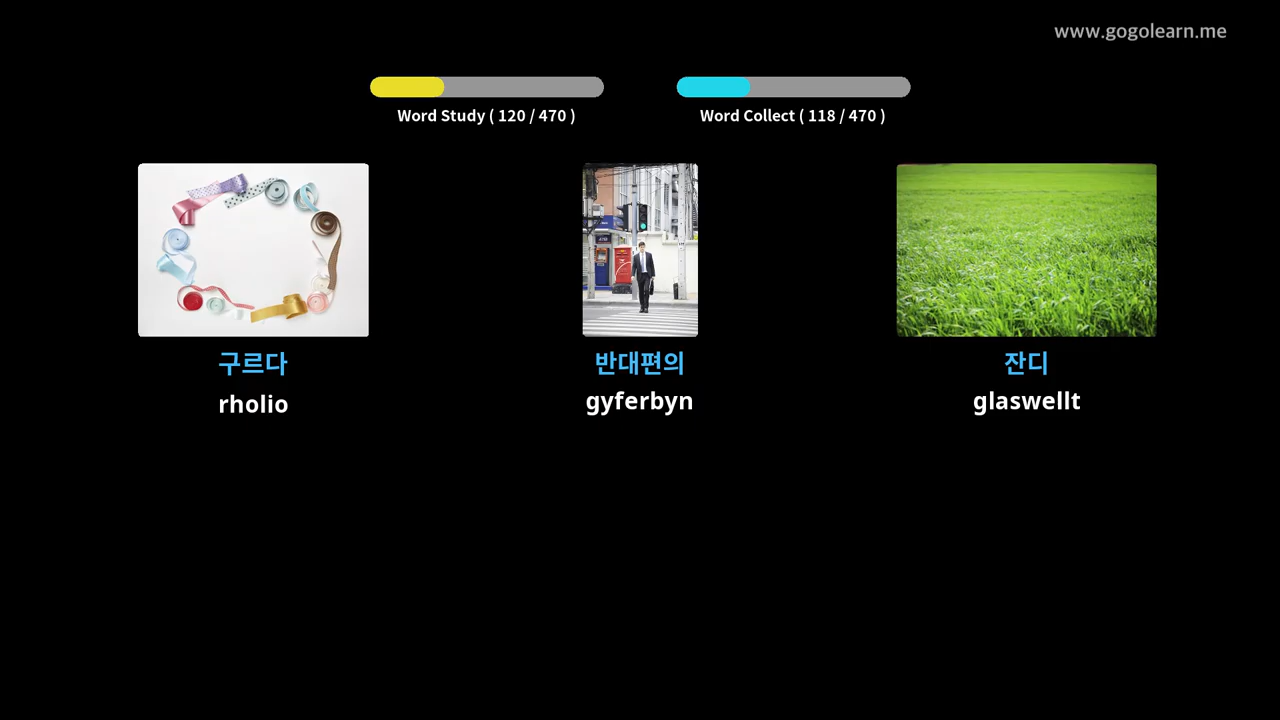 www.gogolearn.me
Word Study ( 120 / 470 )
Word Collect ( 118 / 470 )
구르다
rholio
반대편의
gyferbyn
잔디
glaswellt